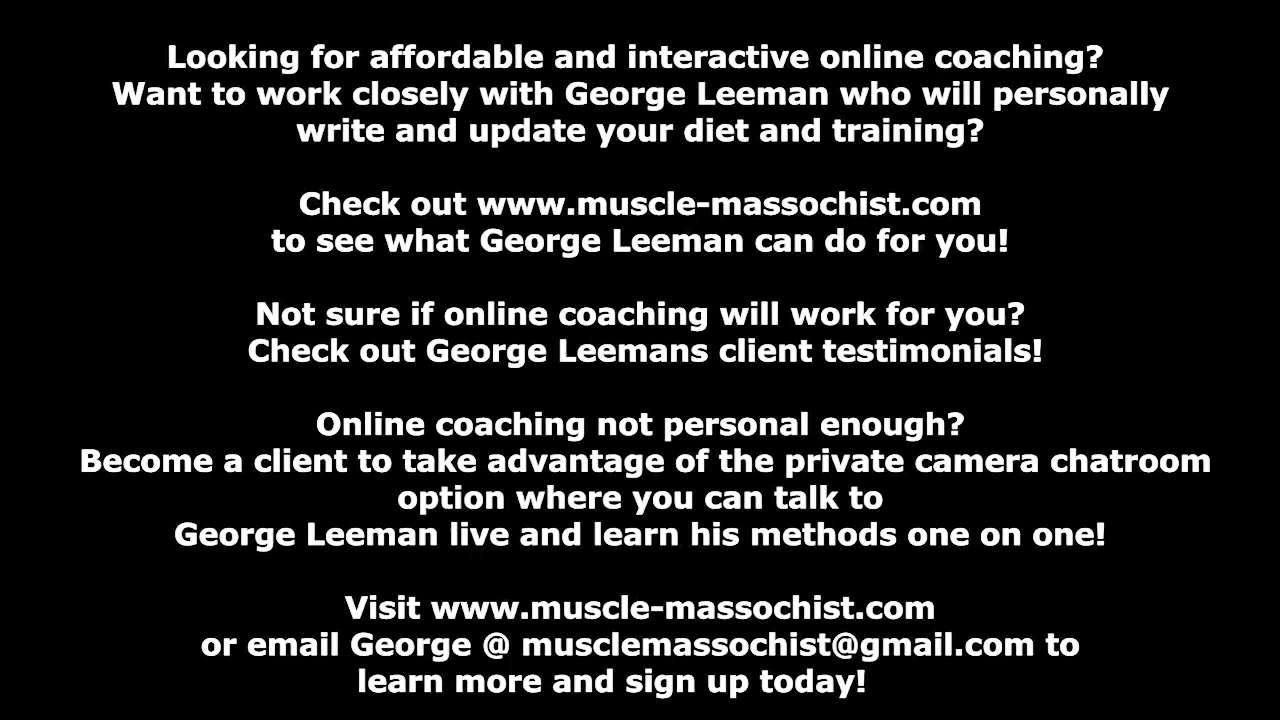 Looking for affordable and interactive online coaching?
Want to work closely with George Leeman who will personally
write and update your diet and training?
Check out www.muscle-massochist.com
to see what George Leeman can do for you!
Not sure if online coaching will work for you?
Check out George Leemans client testimonials!
Online coaching not personal enough?
Become a client to take advantage of the private camera chatroom
option where you can talk to
George Leeman live and learn his methods one on one!
Visit www.muscle-massochist.com
or email George @ musclemassochist@gmail.com to
learn more and sign up today!